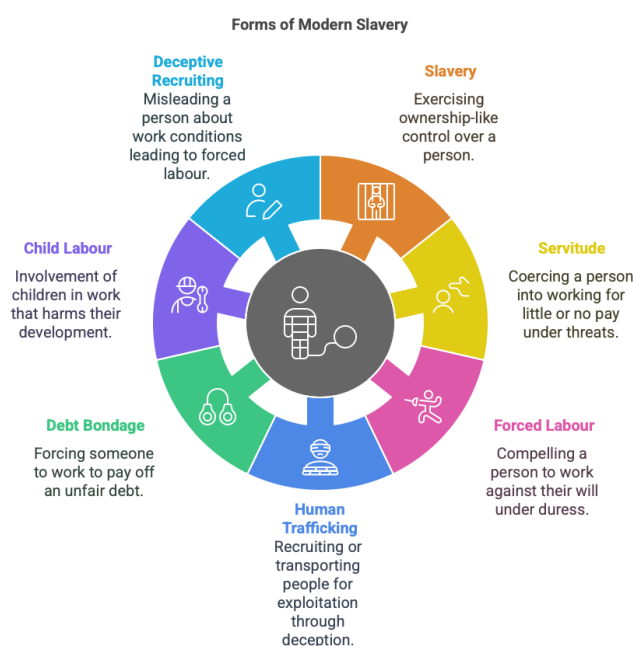 Forms of Modern Slavery
Deceptive
Recruiting
Misleading a
person about
work conditions
leading to forced
labour.
Slavery
Exercising
ownership-like
control over a
person.
Child Labour
Involvement of
children in work
that harms their
development.
Servitude
Coercing a person
into working for
little or no pay
under threats.
Debt Bondage
Forcing someone
to work to pay off
an unfair debt.
Forced Labour
Compelling a
person to work
against their will
under duress.
Human
Trafficking
Recruiting or
transporting
people for
exploitation
through
deception.